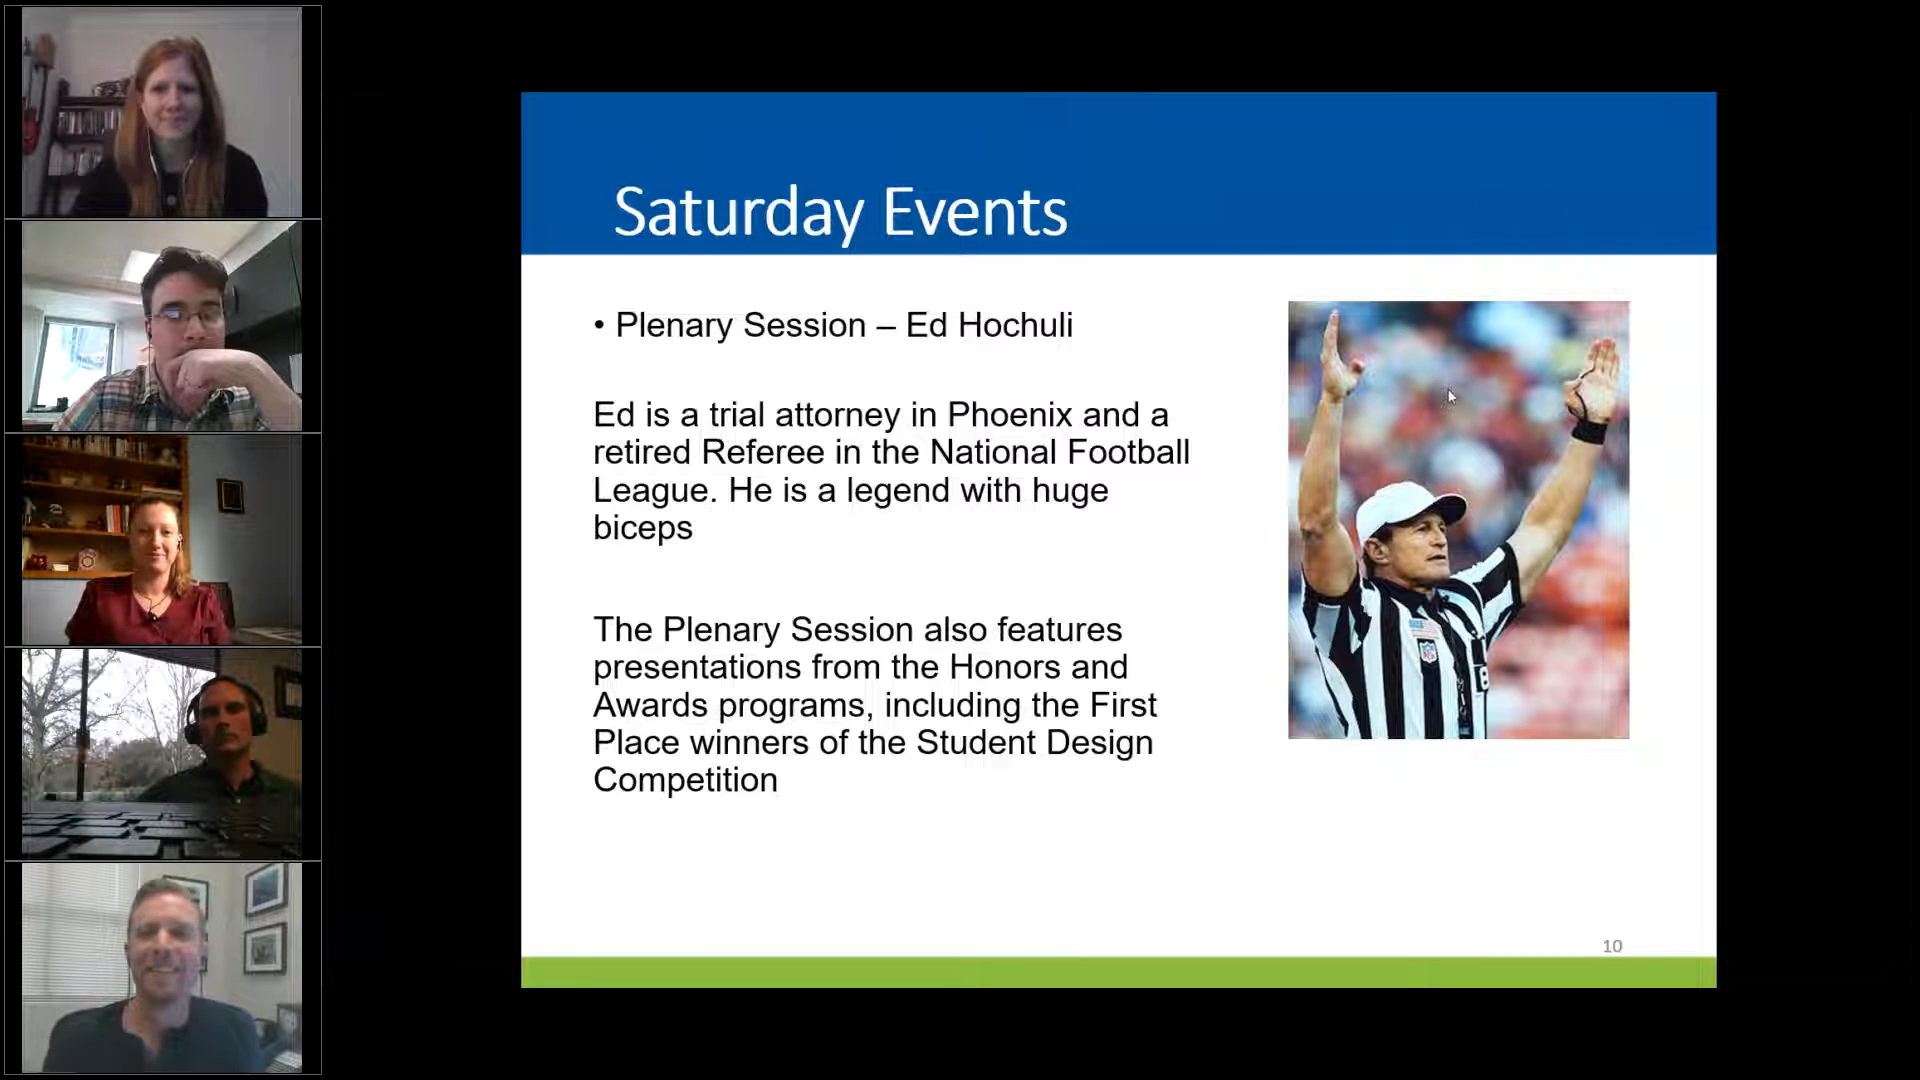 Saturday Events
• Plenary Session – Ed Hochuli
Ed is a trial attorney in Phoenix and a
retired Referee in the National Football
League. He is a legend with huge
biceps
The Plenary Session also features
presentations from the Honors and
Awards programs, including the First
Place winners of the Student Design
Competition
10